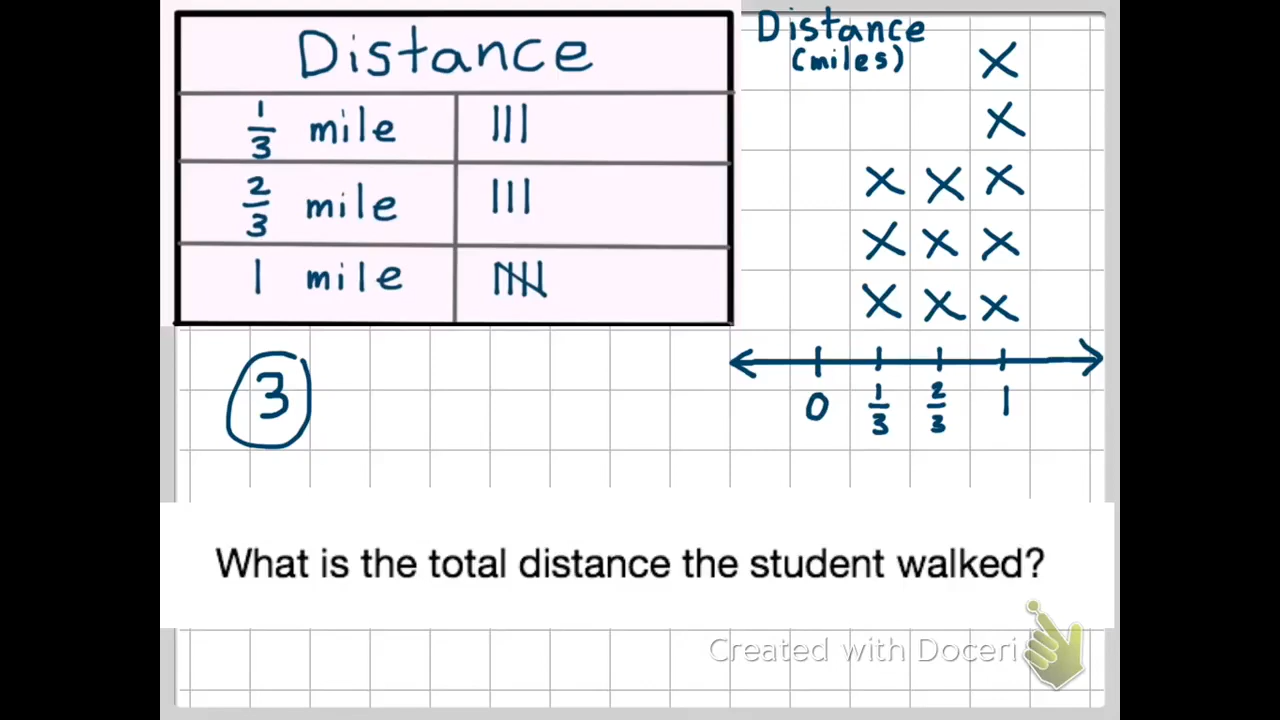 Distance
1/3 mile |||
2/3 mile |||
1 mile 卌
3
Distance
(miles)
X
X
X X X
X X X
X X X
0 1/3 2/3 1
What is the total distance the student walked?
Created with Doceri